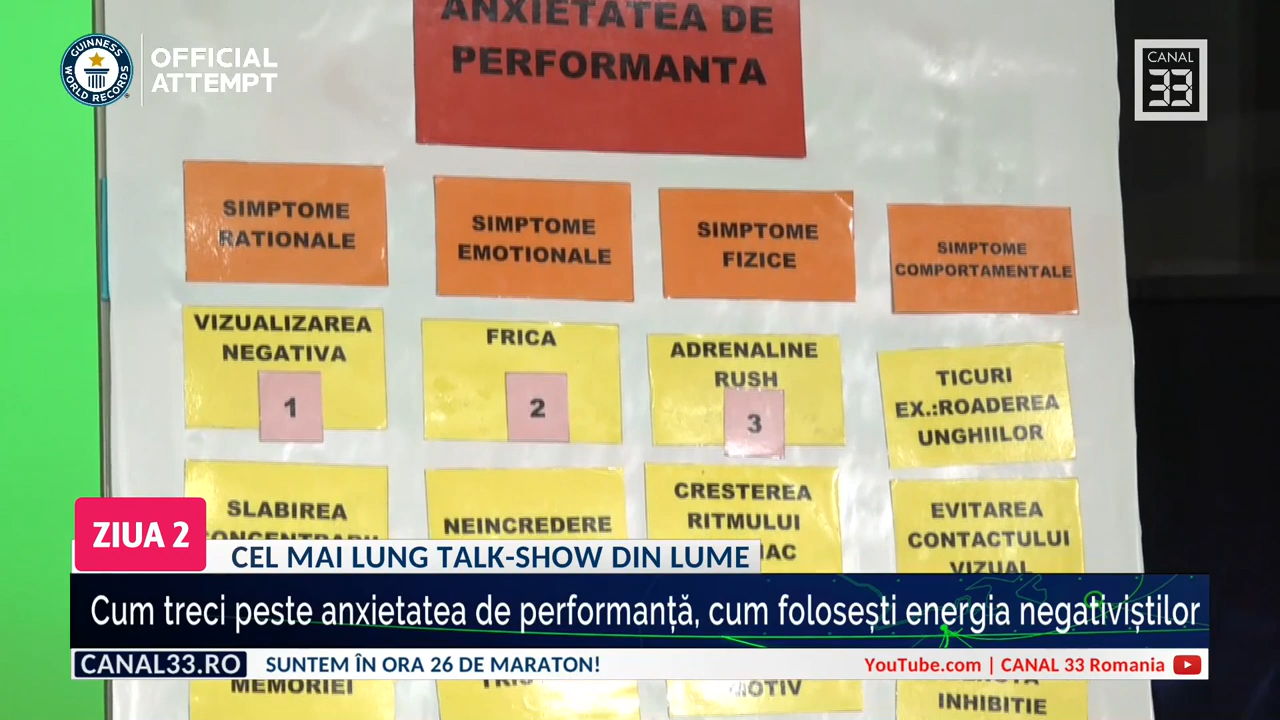 GUINNESS
WORLD RECORDS
OFFICIAL
ATTEMPT
CANAL
33
ANXIETATEA DE
PERFORMANTA
SIMPTOME
RATIONALE
SIMPTOME
EMOTIONALE
SIMPTOME
FIZICE
SIMPTOME
COMPORTAMENTALE
VIZUALIZAREA
NEGATIVA
1
FRICA
2
ADRENALINE
RUSH
3
TICURI
EX.:ROADEREA
UNGHIILOR
SLABIREA
NEINCREDERE
CRESTEREA
RITMULUI
EVITAREA
CONTACTULUI
VIZUAL
ZIUA 2
CEL MAI LUNG TALK-SHOW DIN LUME
Cum treci peste anxietatea de performanță, cum folosești energia negativiștilor
CANAL33.RO
SUNTEM ÎN ORA 26 DE MARATON!
YouTube.com | CANAL 33 Romania
MEMORIEI
MOTIV
INHIBITIE